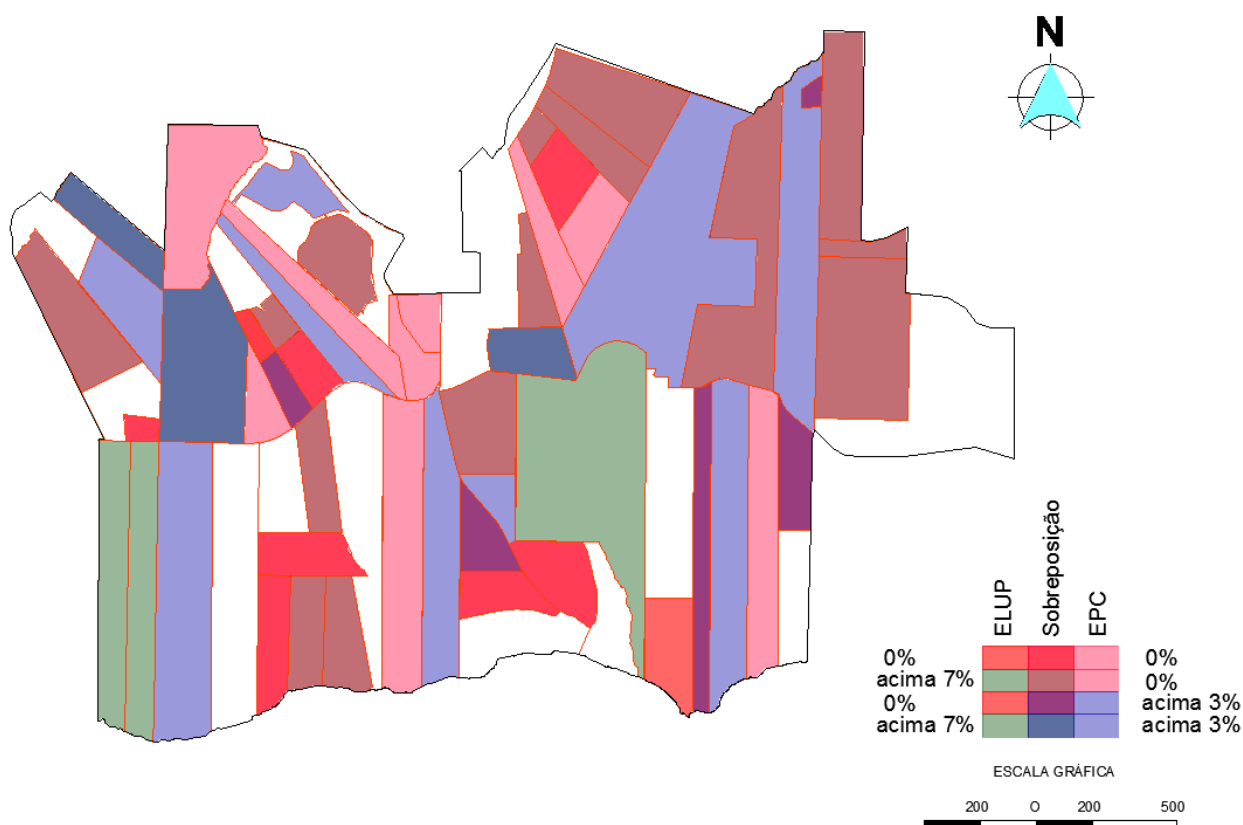 N
ELUP
Sobreposição
EPC
0% 0%
acima 7% 0%
0% acima 3%
acima 7% acima 3%
ESCALA GRÁFICA
200 O 200 500